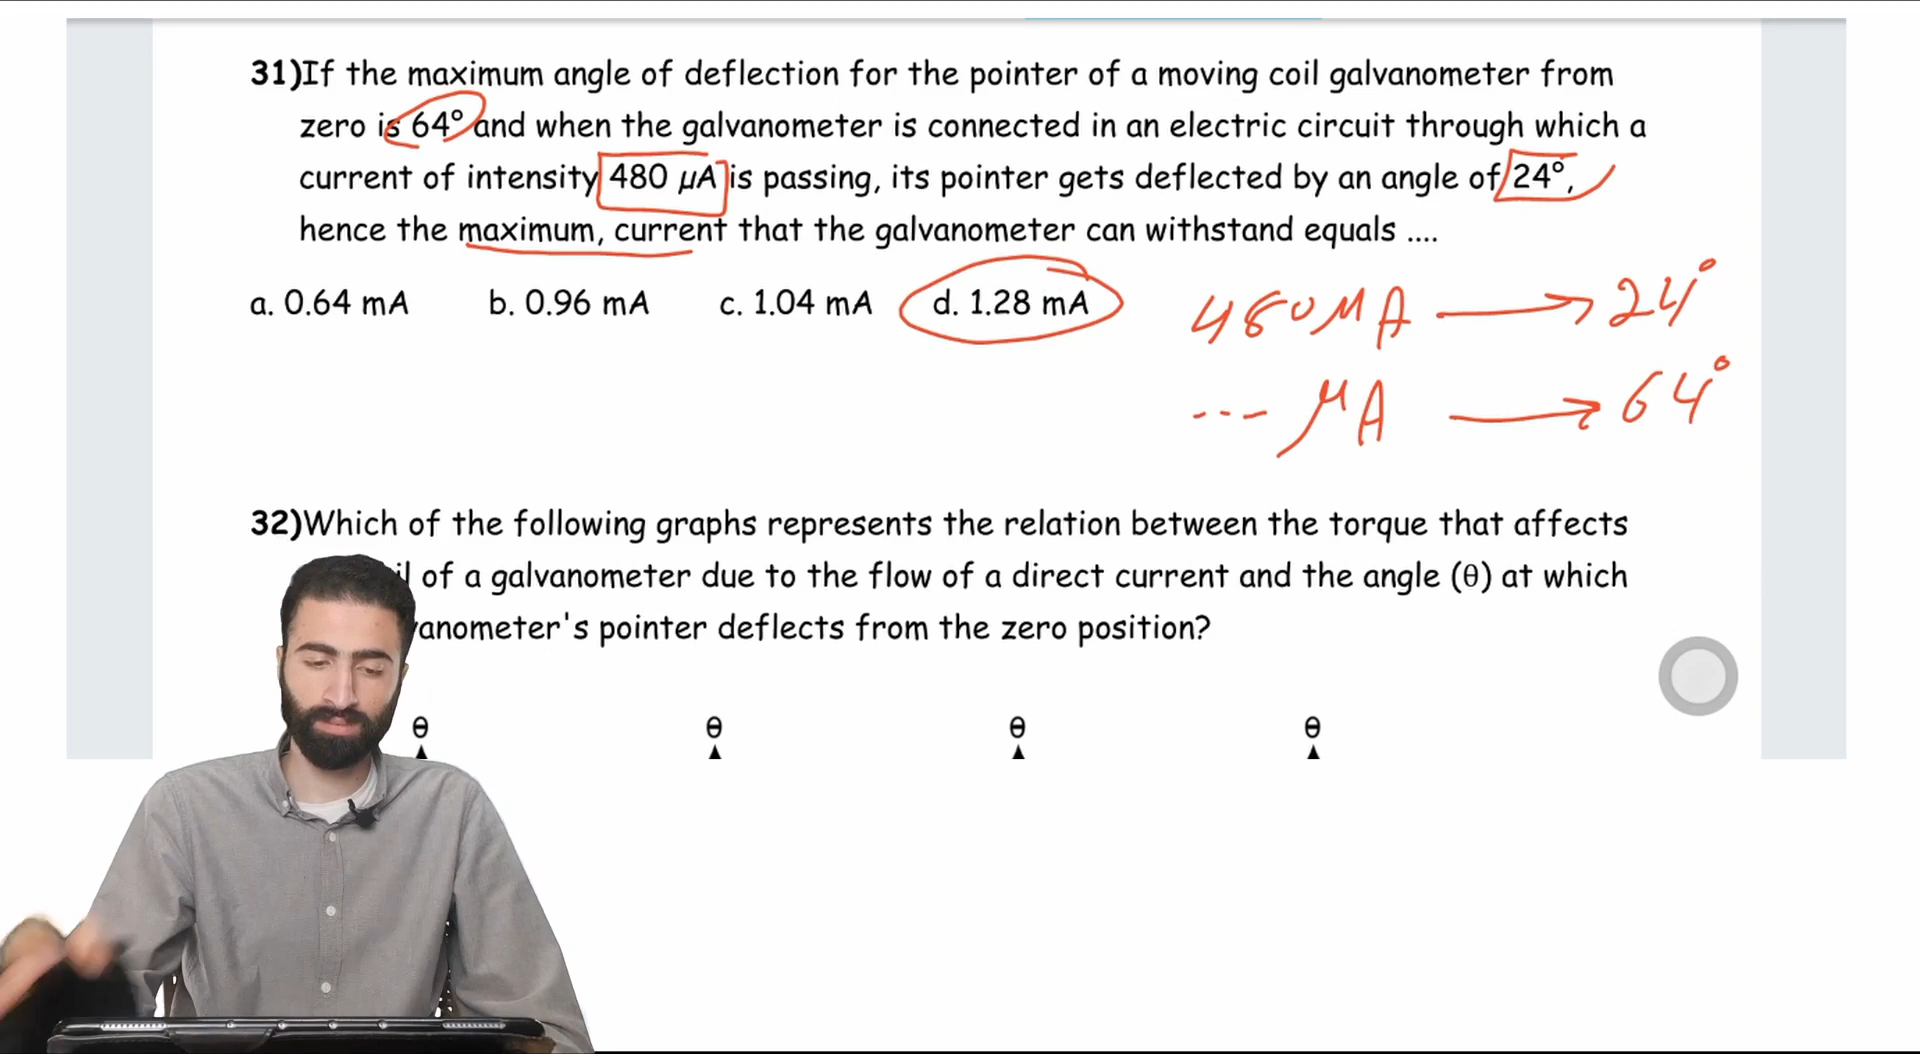 31)If the maximum angle of deflection for the pointer of a moving coil galvanometer from
zero is 64° and when the galvanometer is connected in an electric circuit through which a
current of intensity 480 μA is passing, its pointer gets deflected by an angle of 24°,
hence the maximum, current that the galvanometer can withstand equals ....
a. 0.64 mA b. 0.96 mA c. 1.04 mA d. 1.28 mA
480 μA → 24°
--- μA → 64°
32)Which of the following graphs represents the relation between the torque that affects
of a galvanometer due to the flow of a direct current and the angle (θ) at which
vanometer's pointer deflects from the zero position?
θ θ θ θ